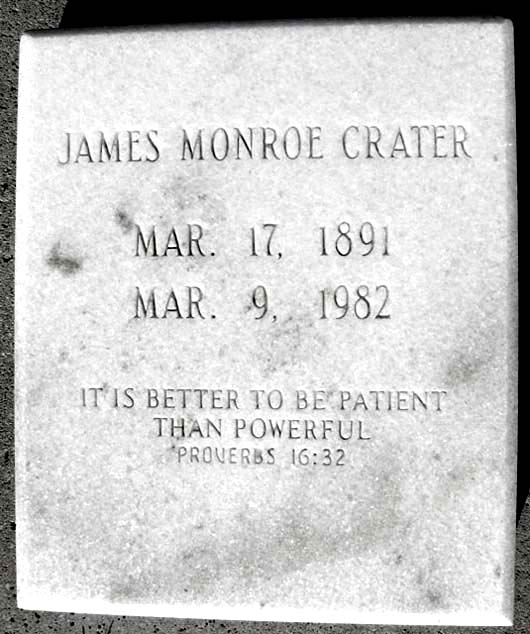 JAMES MONROE CRATER
MAR. 17, 1891
MAR. 9, 1982
IT IS BETTER TO BE PATIENT
THAN POWERFUL
PROVERBS 16:32